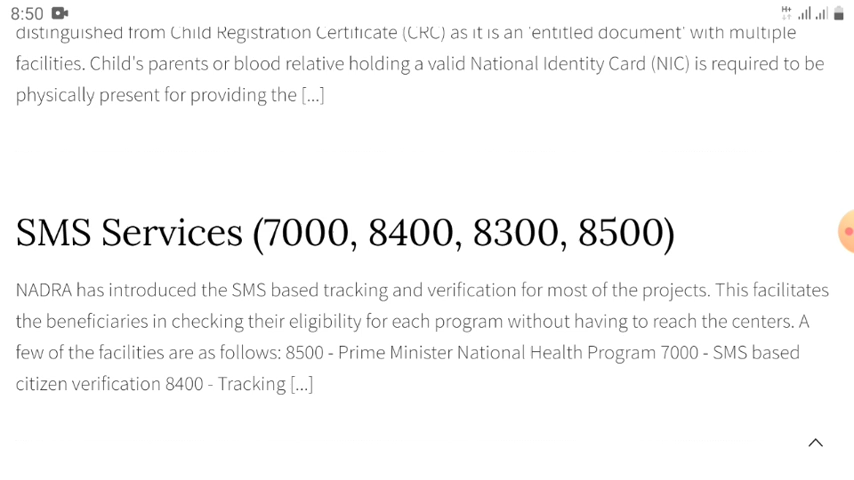 8:50
H+
distinguished from Child Registration Certificate (CRC) as it is an 'entitled document' with multiple
facilities. Child's parents or blood relative holding a valid National Identity Card (NIC) is required to be
physically present for providing the [...]
SMS Services (7000, 8400, 8300, 8500)
NADRA has introduced the SMS based tracking and verification for most of the projects. This facilitates
the beneficiaries in checking their eligibility for each program without having to reach the centers. A
few of the facilities are as follows: 8500 - Prime Minister National Health Program 7000 - SMS based
citizen verification 8400 - Tracking [...]